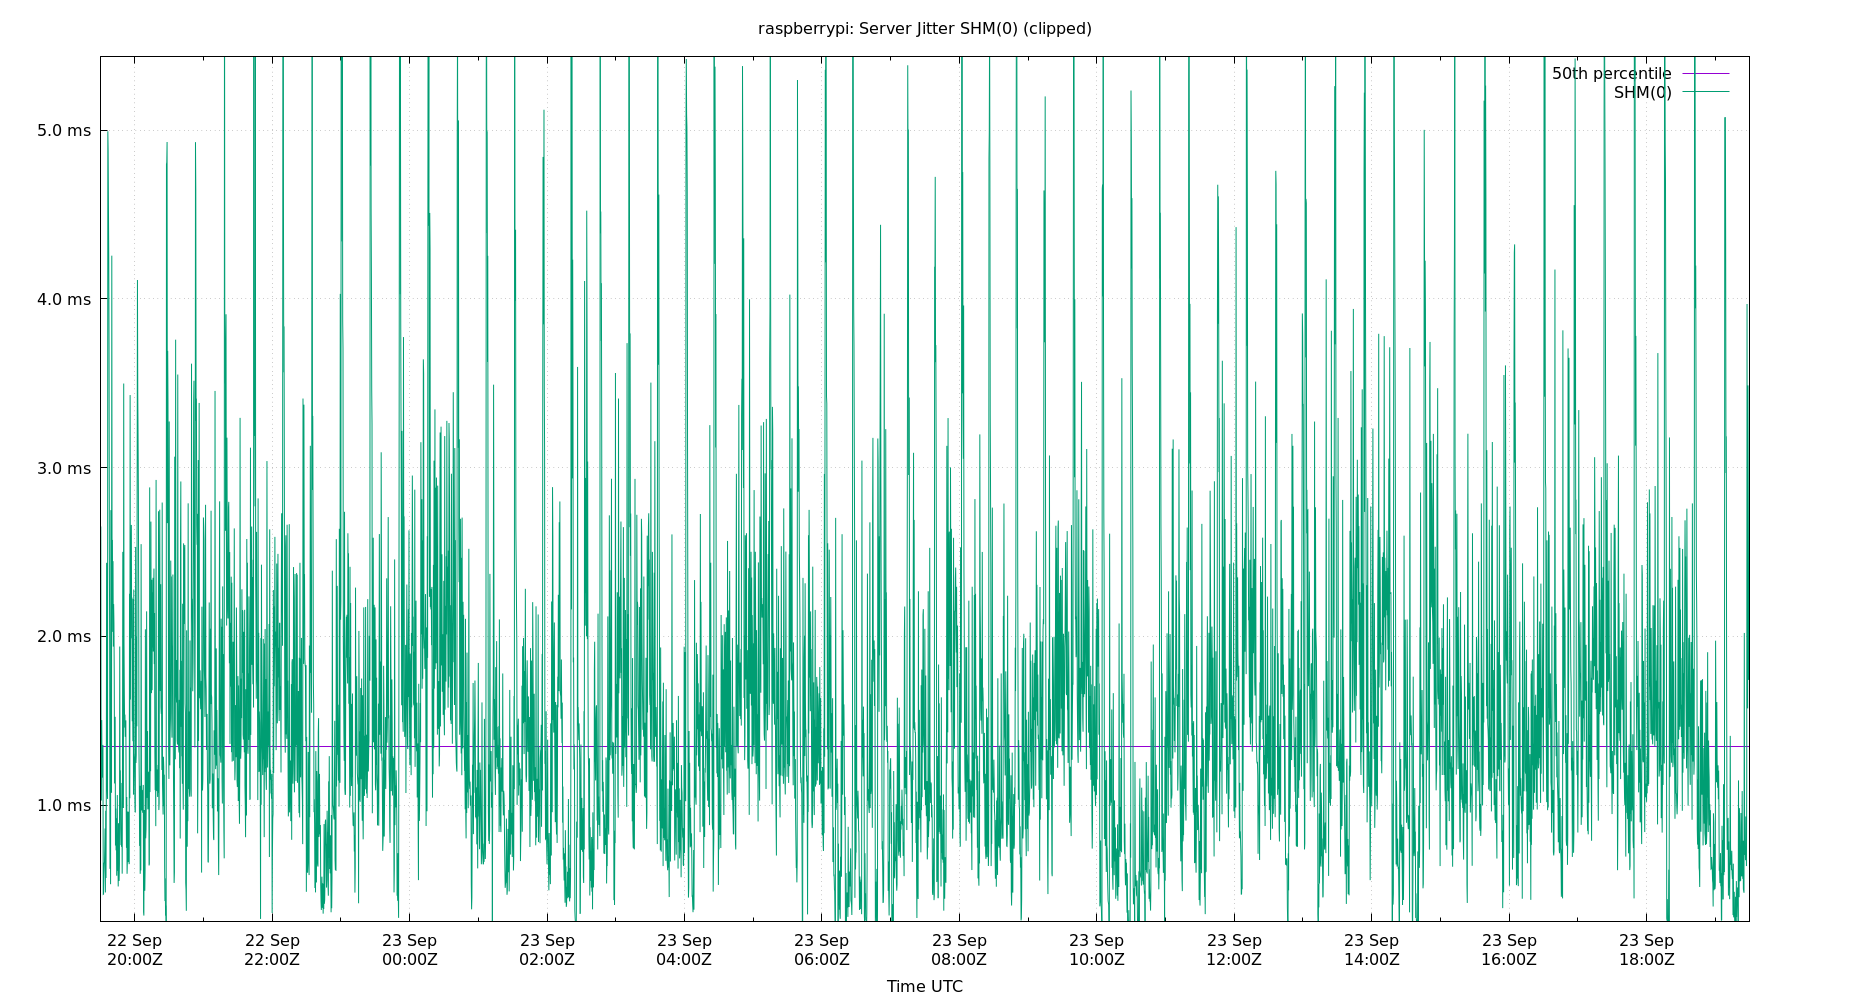 raspberrypi: Server Jitter SHM(0) (clipped)
50th percentile
SHM(0)
5.0 ms
4.0 ms
3.0 ms
2.0 ms
1.0 ms
22 Sep 22 Sep 23 Sep 23 Sep 23 Sep 23 Sep 23 Sep 23 Sep 23 Sep 23 Sep 23 Sep 23 Sep
20:00Z 22:00Z 00:00Z 02:00Z 04:00Z 06:00Z 08:00Z 10:00Z 12:00Z 14:00Z 16:00Z 18:00Z
Time UTC